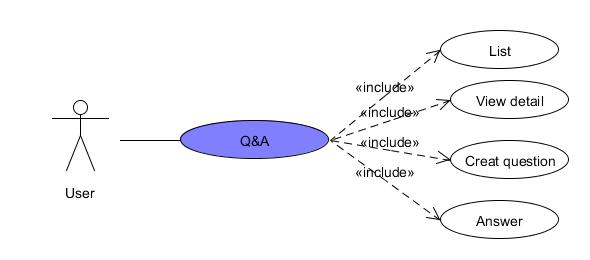 List
«include»
View detail
«include»
Q&A
«include»
Creat question
«include»
User
Answer